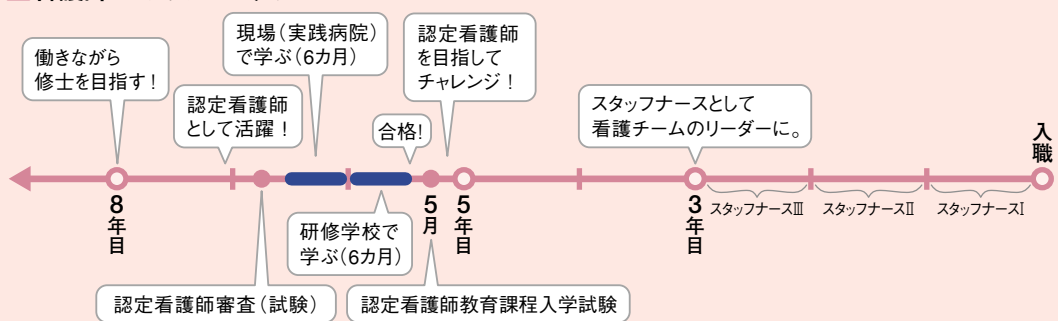 働きながら
修士を目指す！
現場（実践病院）
で学ぶ（6カ月）
認定看護師
を目指して
チャレンジ！
認定看護師
として活躍！
合格！
スタッフナースとして
看護チームのリーダーに。
入職
8年目
5月
5年目
3年目
スタッフナースⅢ
スタッフナースⅡ
スタッフナースⅠ
研修学校で
学ぶ（6カ月）
認定看護師審査（試験）
認定看護師教育課程入学試験